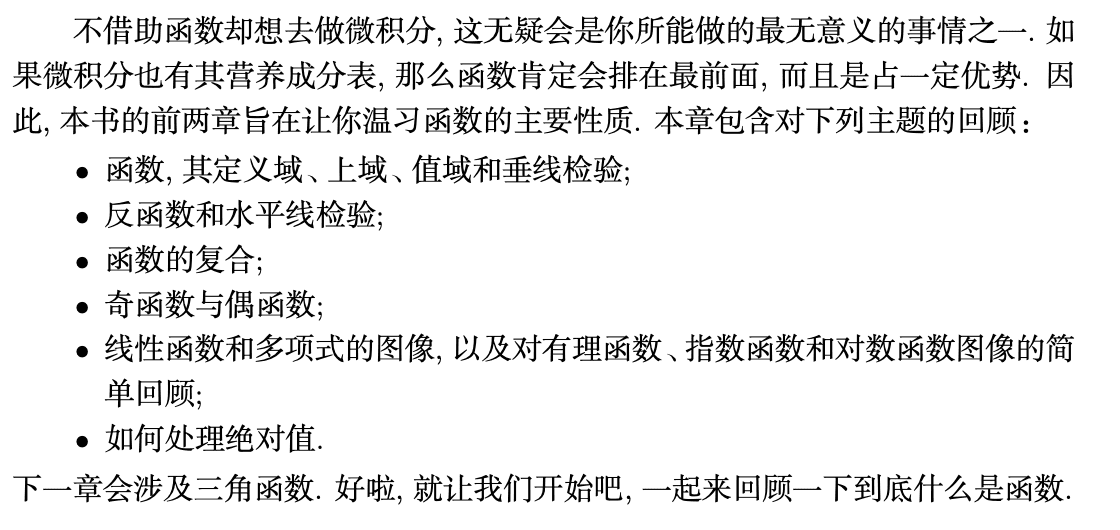 不借助函数却想去做微积分, 这无疑会是你所能做的最无意义的事情之一. 如
果微积分也有其营养成分表, 那么函数肯定会排在最前面, 而且是占一定优势. 因
此, 本书的前两章旨在让你温习函数的主要性质. 本章包含对下列主题的回顾：
• 函数, 其定义域、上域、值域和垂线检验;
• 反函数和水平线检验;
• 函数的复合;
• 奇函数与偶函数;
• 线性函数和多项式的图像, 以及对有理函数、指数函数和对数函数图像的简
单回顾;
• 如何处理绝对值.
下一章会涉及三角函数. 好啦, 就让我们开始吧, 一起来回顾一下到底什么是函数.